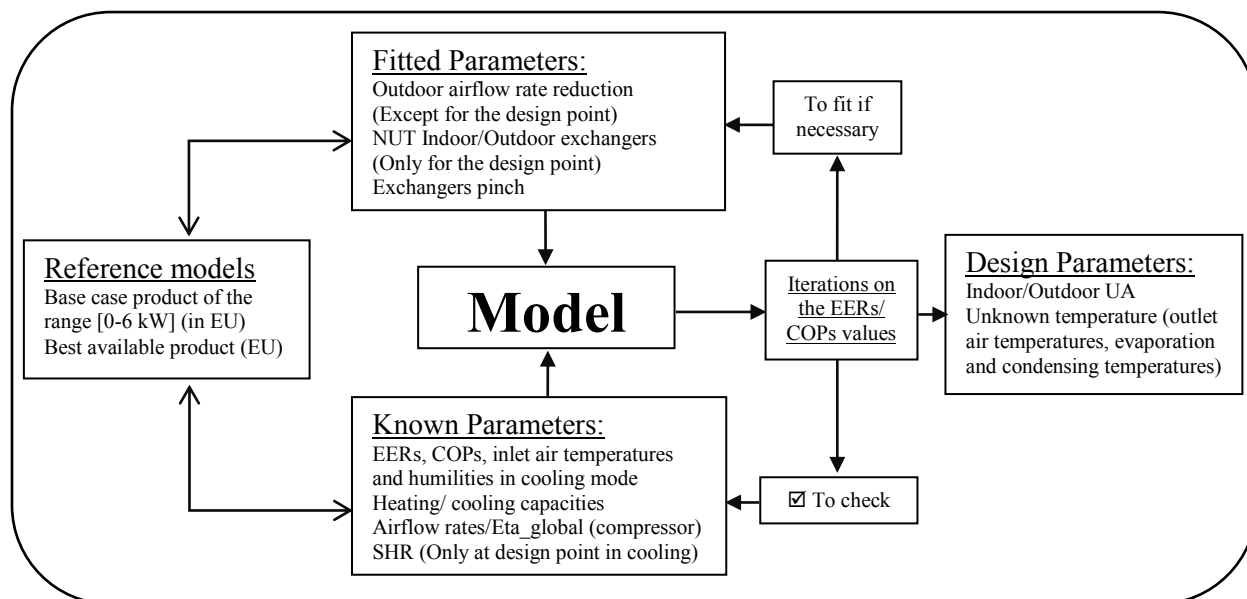 Fitted Parameters:
Outdoor airflow rate reduction
(Except for the design point)
NUT Indoor/Outdoor exchangers
(Only for the design point)
Exchangers pinch
To fit if
necessary
Reference models
Base case product of the
range [0-6 kW] (in EU)
Best available product (EU)
Model
Iterations on
the EERs/
COPs values
Design Parameters:
Indoor/Outdoor UA
Unknown temperature (outlet
air temperatures, evaporation
and condensing temperatures)
Known Parameters:
EERs, COPs, inlet air temperatures
and humilities in cooling mode
Heating/ cooling capacities
Airflow rates/Eta_global (compressor)
SHR (Only at design point in cooling)
☑ To check